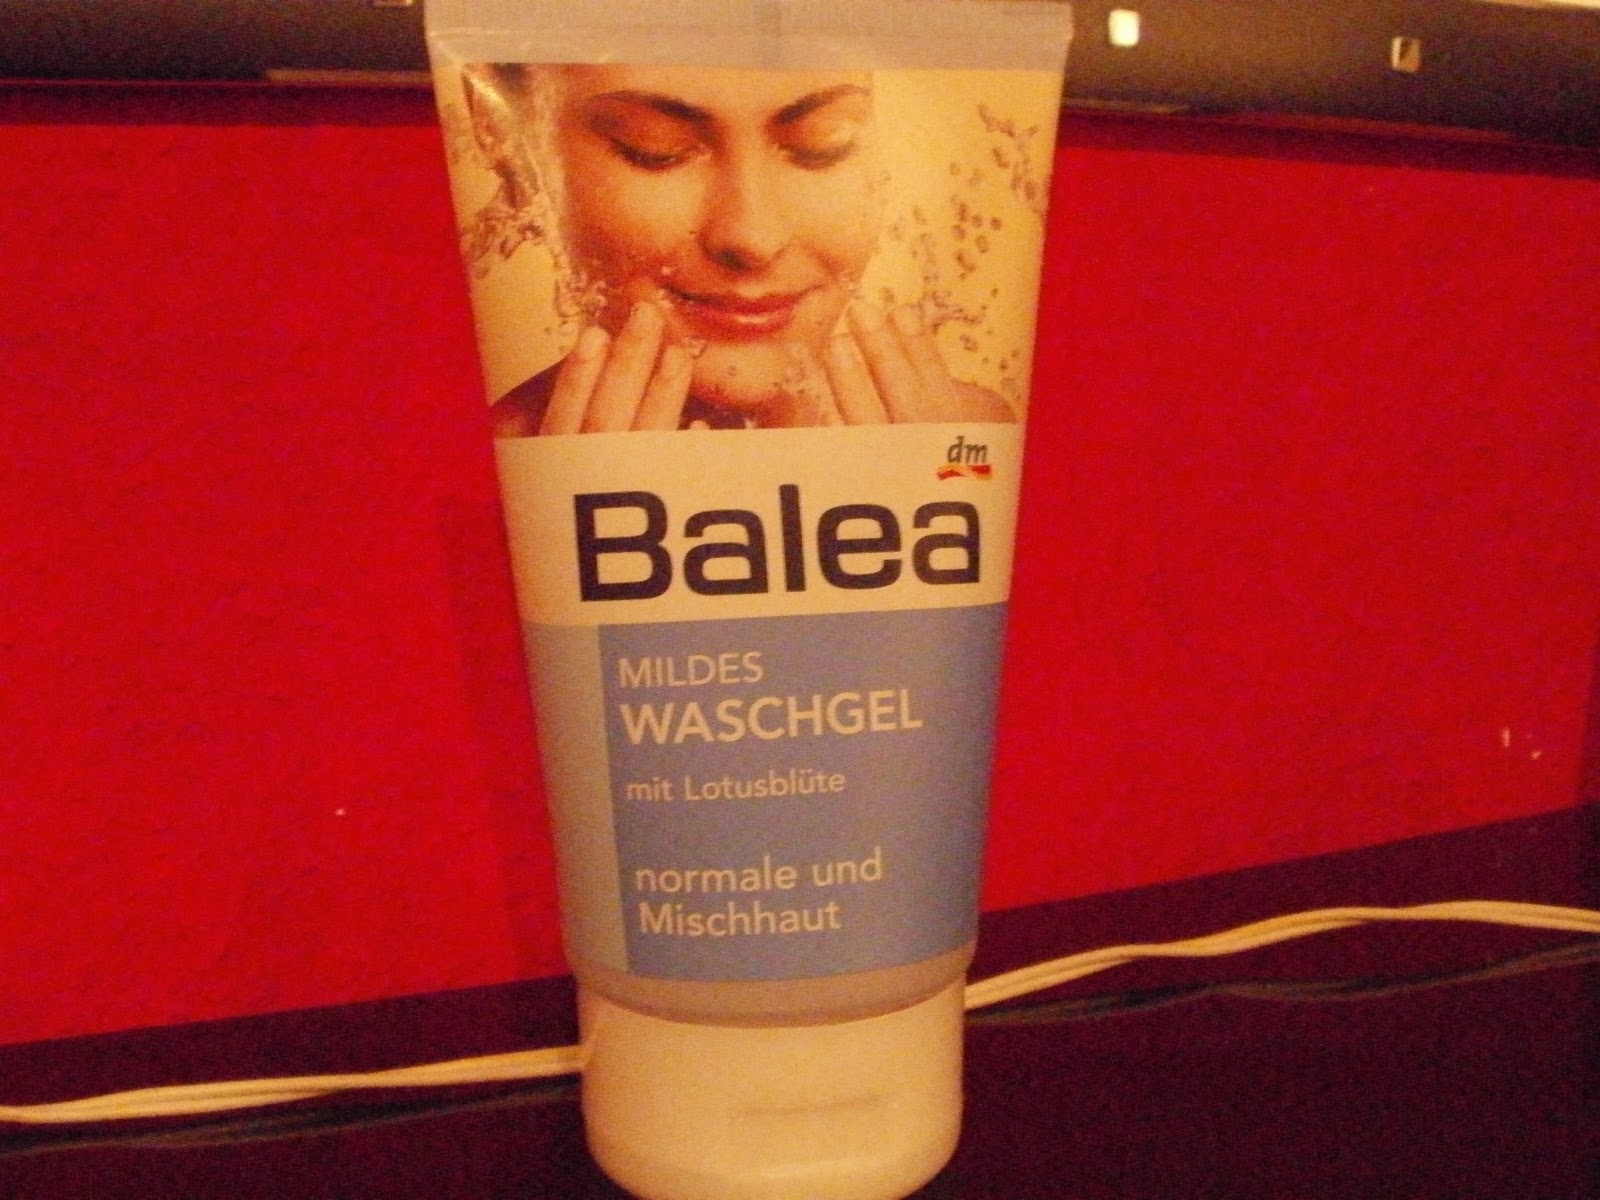 dm
Balea
MILDES
WASCHGEL
mit Lotusblüte
normale und
Mischhaut